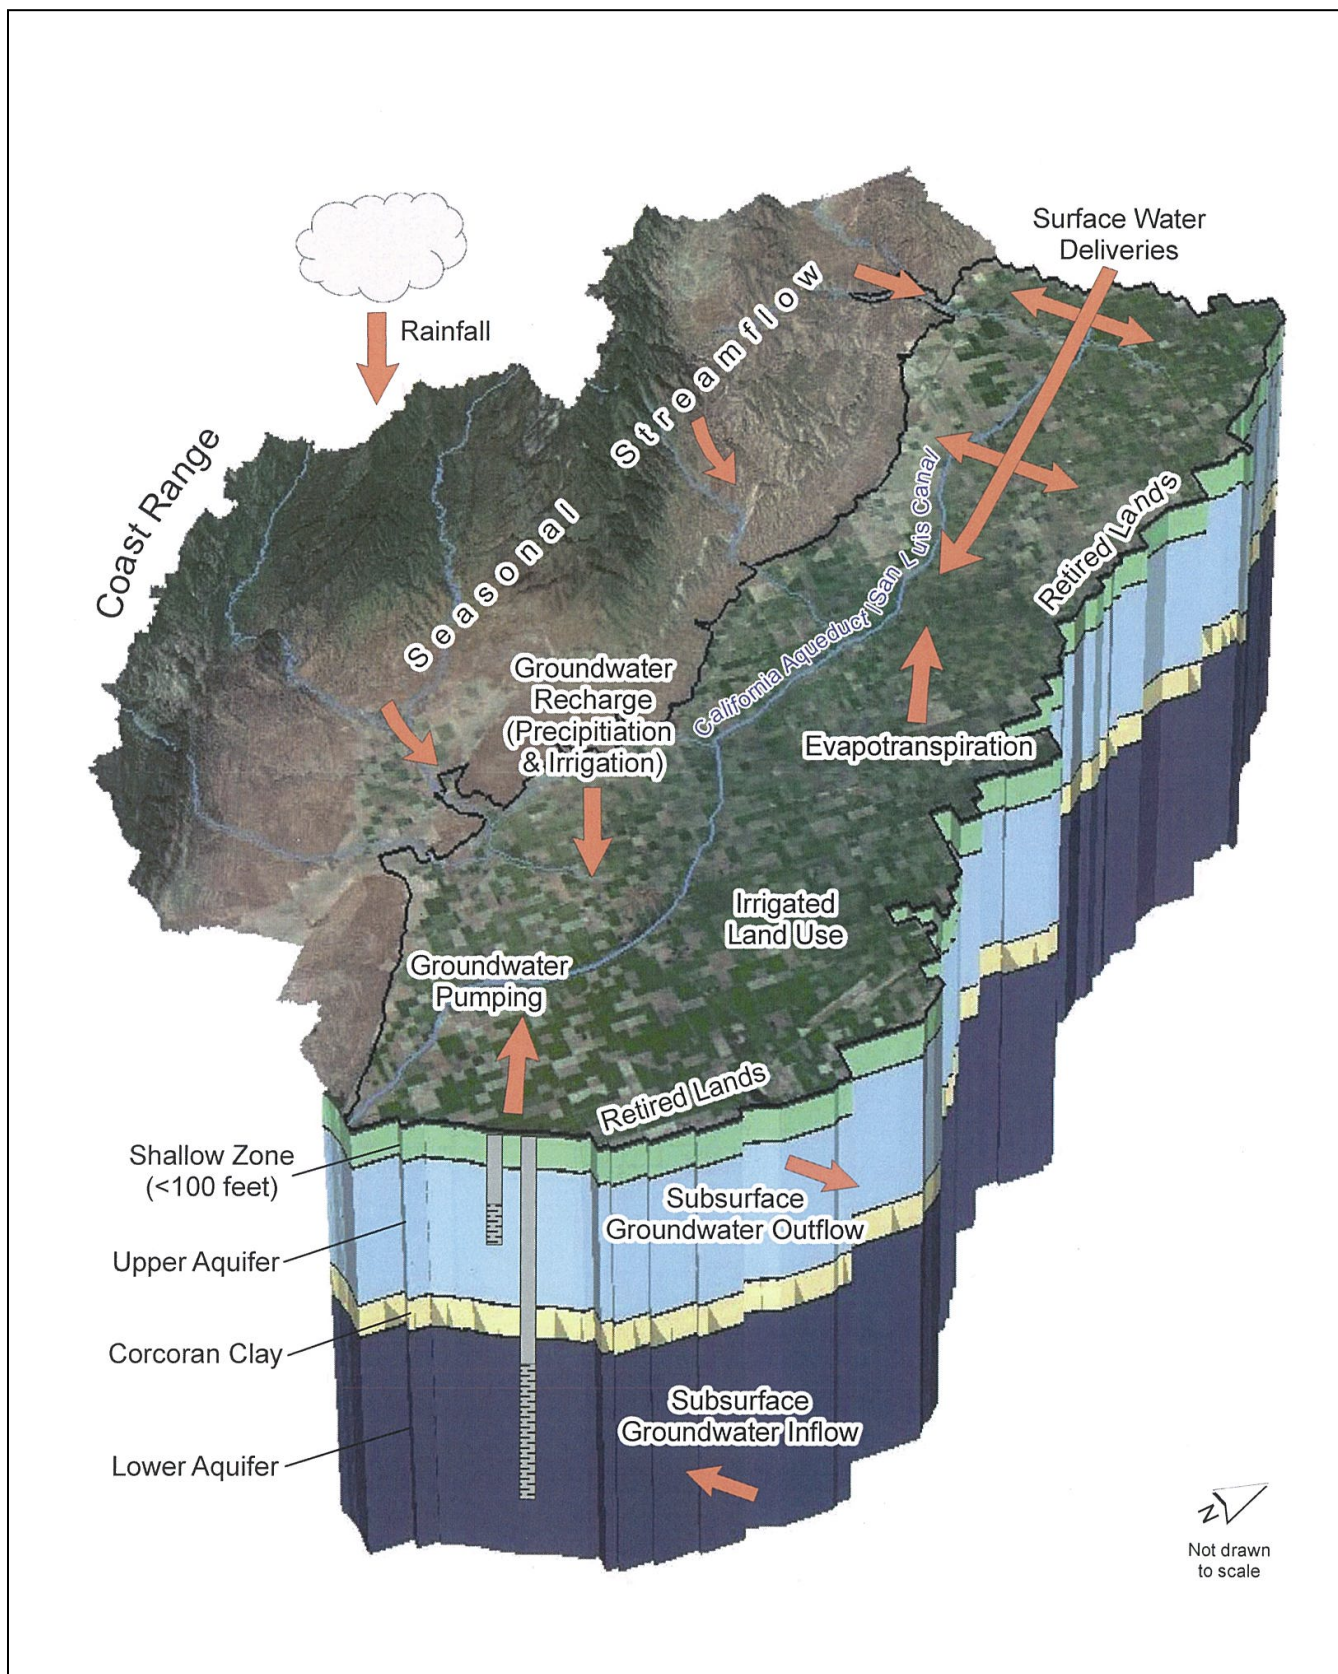 Surface Water
Deliveries
Rainfall
Coast Range
Seasonal Streamflow
California Aqueduct | San Luis Canal
Retired Lands
Groundwater
Recharge
(Precipitiation
& Irrigation)
Evapotranspiration
Irrigated
Land Use
Groundwater
Pumping
Retired Lands
Shallow Zone
(<100 feet)
Subsurface
Groundwater Outflow
Upper Aquifer
Corcoran Clay
Subsurface
Groundwater Inflow
Lower Aquifer
N
Not drawn
to scale